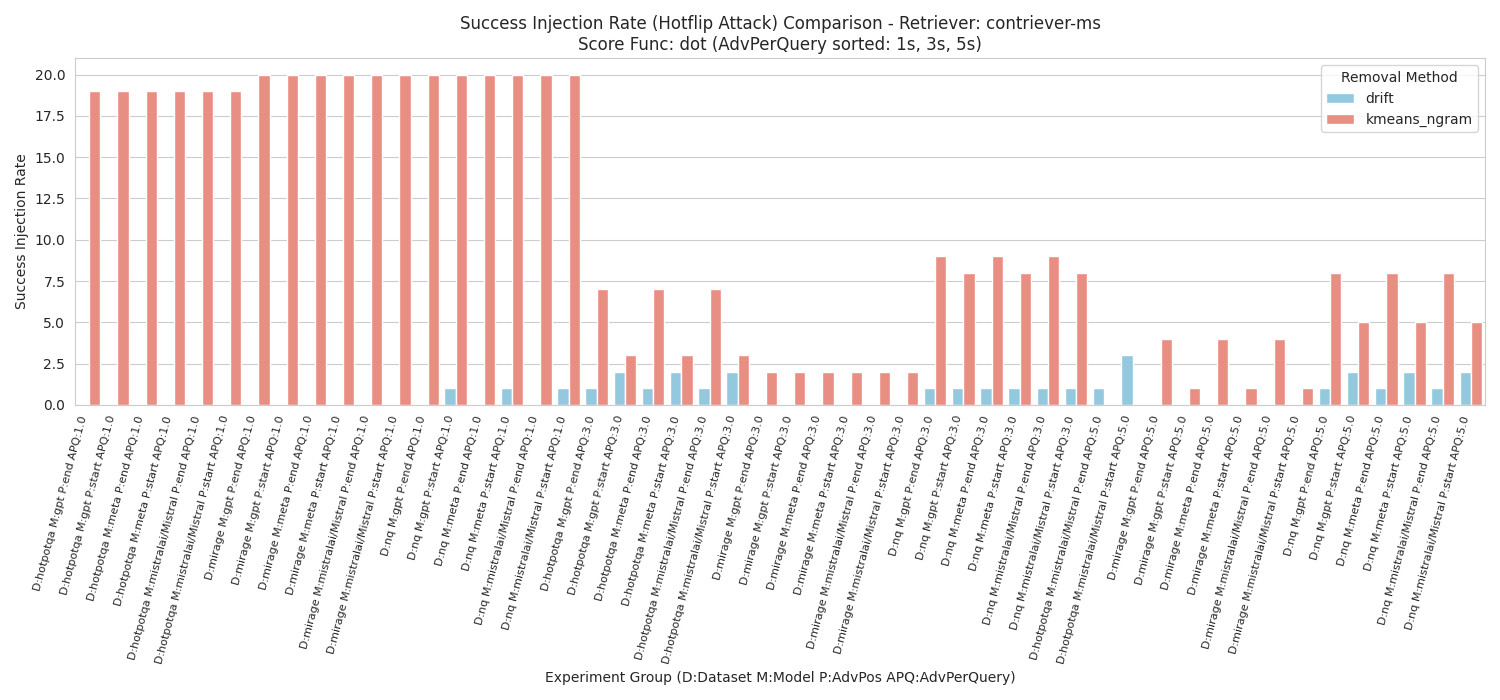 Success Injection Rate (Hotflip Attack) Comparison - Retriever: contriever-ms
Score Func: dot (AdvPerQuery sorted: 1s, 3s, 5s)
Removal Method
drift
kmeans_ngram
Success Injection Rate
20.0
17.5
15.0
12.5
10.0
7.5
5.0
2.5
0.0
D:hotpotqa M:gpt P:end APQ:1.0
D:hotpotqa M:gpt P:start APQ:1.0
D:hotpotqa M:meta P:end APQ:1.0
D:hotpotqa M:meta P:start APQ:1.0
D:hotpotqa M:mistralai/Mistral P:end APQ:1.0
D:hotpotqa M:mistralai/Mistral P:start APQ:1.0
D:mirage M:gpt P:end APQ:1.0
D:mirage M:gpt P:start APQ:1.0
D:mirage M:meta P:end APQ:1.0
D:mirage M:meta P:start APQ:1.0
D:mirage M:mistralai/Mistral P:end APQ:1.0
D:mirage M:mistralai/Mistral P:start APQ:1.0
D:nq M:gpt P:end APQ:1.0
D:nq M:gpt P:start APQ:1.0
D:nq M:meta P:end APQ:1.0
D:nq M:meta P:start APQ:1.0
D:nq M:mistralai/Mistral P:end APQ:1.0
D:nq M:mistralai/Mistral P:start APQ:1.0
D:hotpotqa M:gpt P:end APQ:3.0
D:hotpotqa M:gpt P:start APQ:3.0
D:hotpotqa M:meta P:end APQ:3.0
D:hotpotqa M:meta P:start APQ:3.0
D:hotpotqa M:mistralai/Mistral P:end APQ:3.0
D:hotpotqa M:mistralai/Mistral P:start APQ:3.0
D:mirage M:gpt P:end APQ:3.0
D:mirage M:gpt P:start APQ:3.0
D:mirage M:meta P:end APQ:3.0
D:mirage M:meta P:start APQ:3.0
D:mirage M:mistralai/Mistral P:end APQ:3.0
D:mirage M:mistralai/Mistral P:start APQ:3.0
D:nq M:gpt P:end APQ:3.0
D:nq M:gpt P:start APQ:3.0
D:nq M:meta P:end APQ:3.0
D:nq M:meta P:start APQ:3.0
D:nq M:mistralai/Mistral P:end APQ:3.0
D:nq M:mistralai/Mistral P:start APQ:3.0
D:hotpotqa M:mistralai/Mistral P:end APQ:5.0
D:hotpotqa M:mistralai/Mistral P:start APQ:5.0
D:mirage M:gpt P:end APQ:5.0
D:mirage M:gpt P:start APQ:5.0
D:mirage M:meta P:end APQ:5.0
D:mirage M:meta P:start APQ:5.0
D:mirage M:mistralai/Mistral P:end APQ:5.0
D:mirage M:mistralai/Mistral P:start APQ:5.0
D:nq M:gpt P:end APQ:5.0
D:nq M:gpt P:start APQ:5.0
D:nq M:meta P:end APQ:5.0
D:nq M:meta P:start APQ:5.0
D:nq M:mistralai/Mistral P:end APQ:5.0
D:nq M:mistralai/Mistral P:start APQ:5.0
Experiment Group (D:Dataset M:Model P:AdvPos APQ:AdvPerQuery)